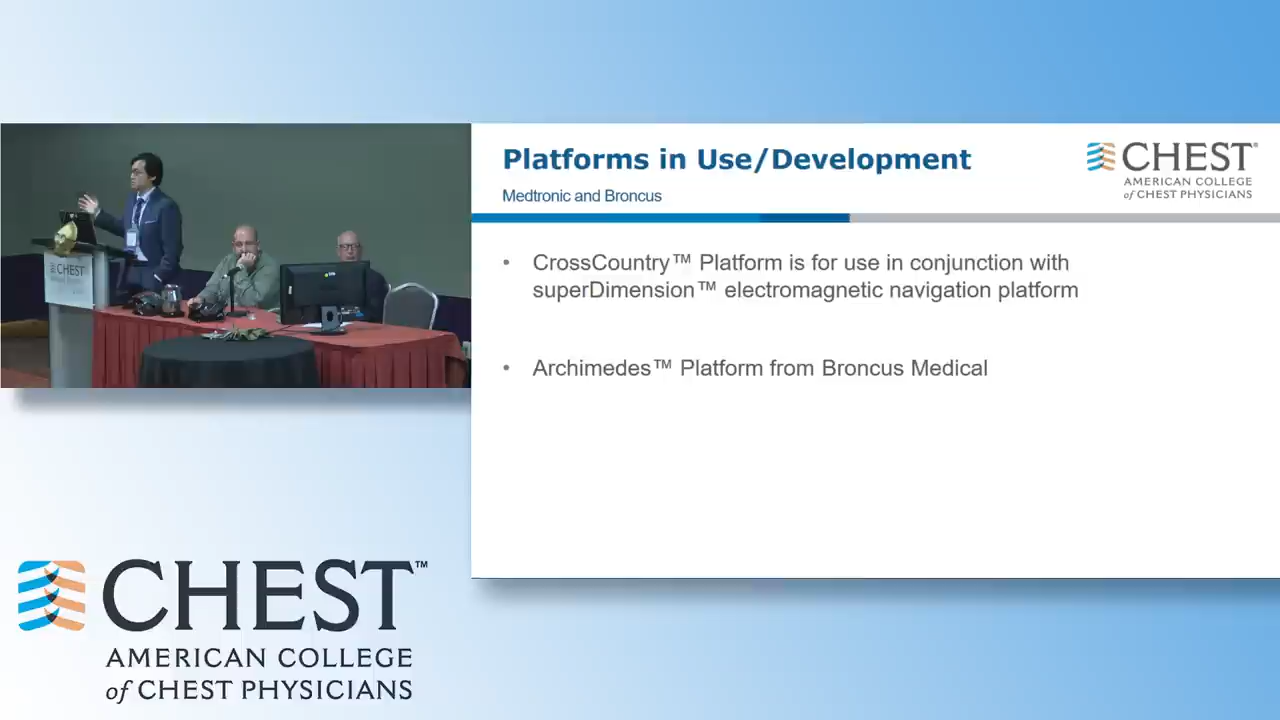 Platforms in Use/Development
Medtronic and Broncus
CHEST®
AMERICAN COLLEGE
of CHEST PHYSICIANS
• CrossCountry™ Platform is for use in conjunction with
superDimension™ electromagnetic navigation platform
• Archimedes™ Platform from Broncus Medical
CHEST
CHEST™
AMERICAN COLLEGE
of CHEST PHYSICIANS